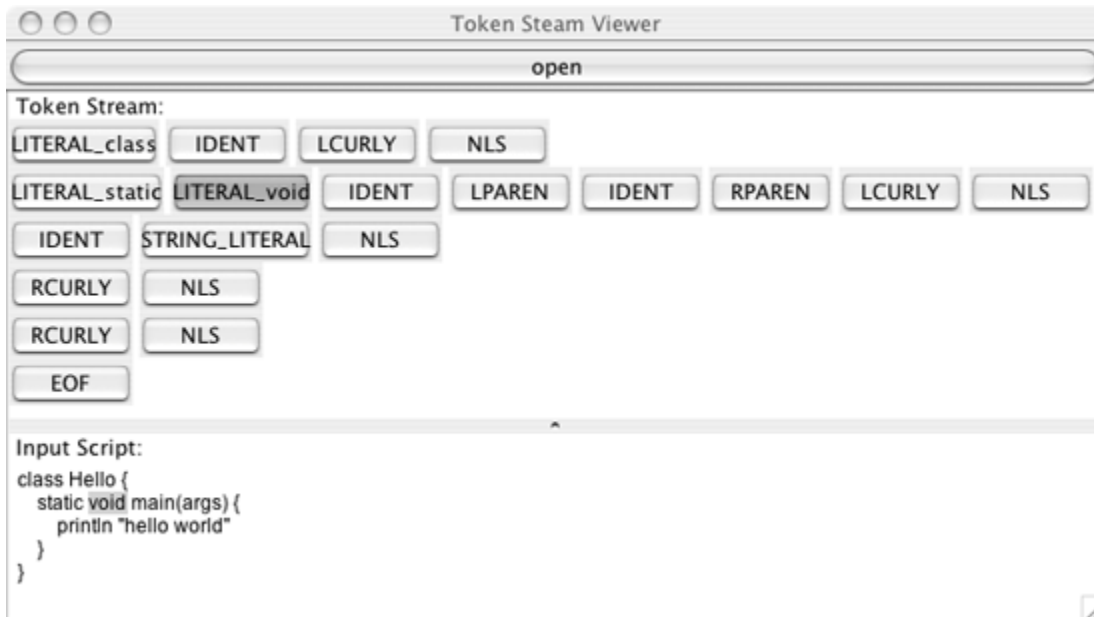 Token Steam Viewer
open
Token Stream:
LITERAL_class IDENT LCURLY NLS
LITERAL_static LITERAL_void IDENT LPAREN IDENT RPAREN LCURLY NLS
IDENT STRING_LITERAL NLS
RCURLY NLS
RCURLY NLS
EOF
Input Script:
class Hello {
static void main(args) {
println "hello world"
}
}